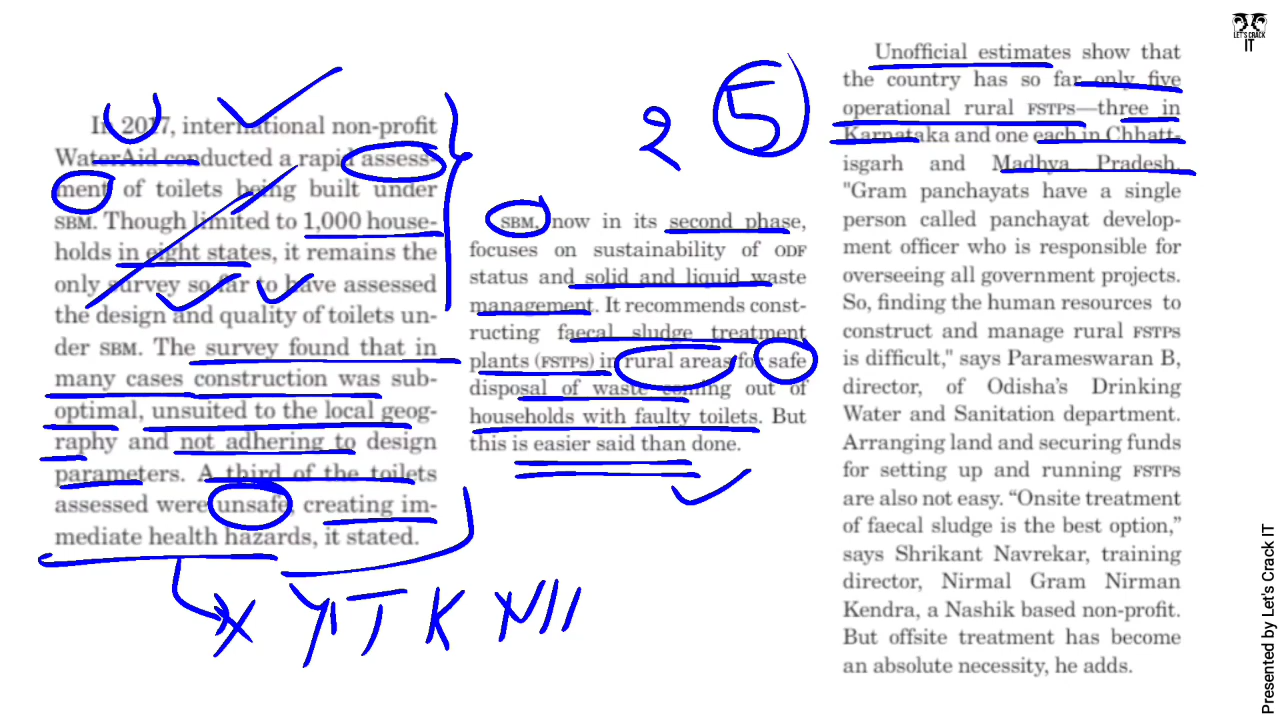 In 2017, international non-profit
WaterAid conducted a rapid assess-
ment of toilets being built under
SBM. Though limited to 1,000 house-
holds in eight states, it remains the
only survey so far to have assessed
the design and quality of toilets un-
der SBM. The survey found that in
many cases construction was sub-
optimal, unsuited to the local geog-
raphy and not adhering to design
parameters. A third of the toilets
assessed were unsafe, creating im-
mediate health hazards, it stated.
2 5
SBM, now in its second phase,
focuses on sustainability of ODF
status and solid and liquid waste
management. It recommends const-
ructing faecal sludge treatment
plants (FSTPs) in rural areas for safe
disposal of waste coming out of
households with faulty toilets. But
this is easier said than done.
Unofficial estimates show that
the country has so far only five
operational rural FSTPs—three in
Karnataka and one each in Chhatt-
isgarh and Madhya Pradesh.
"Gram panchayats have a single
person called panchayat develop-
ment officer who is responsible for
overseeing all government projects.
So, finding the human resources to
construct and manage rural FSTPs
is difficult," says Parameswaran B,
director, of Odisha's Drinking
Water and Sanitation department.
Arranging land and securing funds
for setting up and running FSTPs
are also not easy. "Onsite treatment
of faecal sludge is the best option,"
says Shrikant Navrekar, training
director, Nirmal Gram Nirman
Kendra, a Nashik based non-profit.
But offsite treatment has become
an absolute necessity, he adds.
LET'S CRACK
IT
Presented by Let's Crack IT